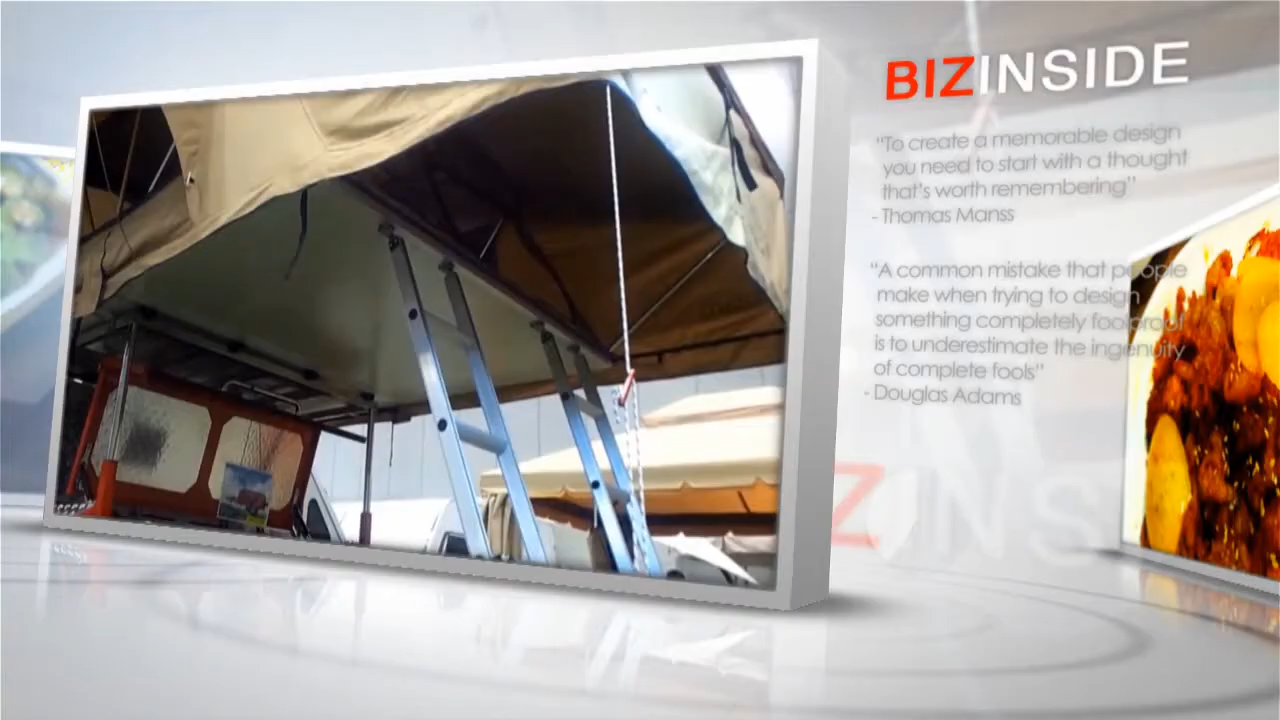 BIZINSIDE
“To create a memorable design
you need to start with a thought
that's worth remembering”
- Thomas Manss
“A common mistake that people
make when trying to design
something completely foolproof
is to underestimate the ingenuity
of complete fools”
- Douglas Adams
ZINS